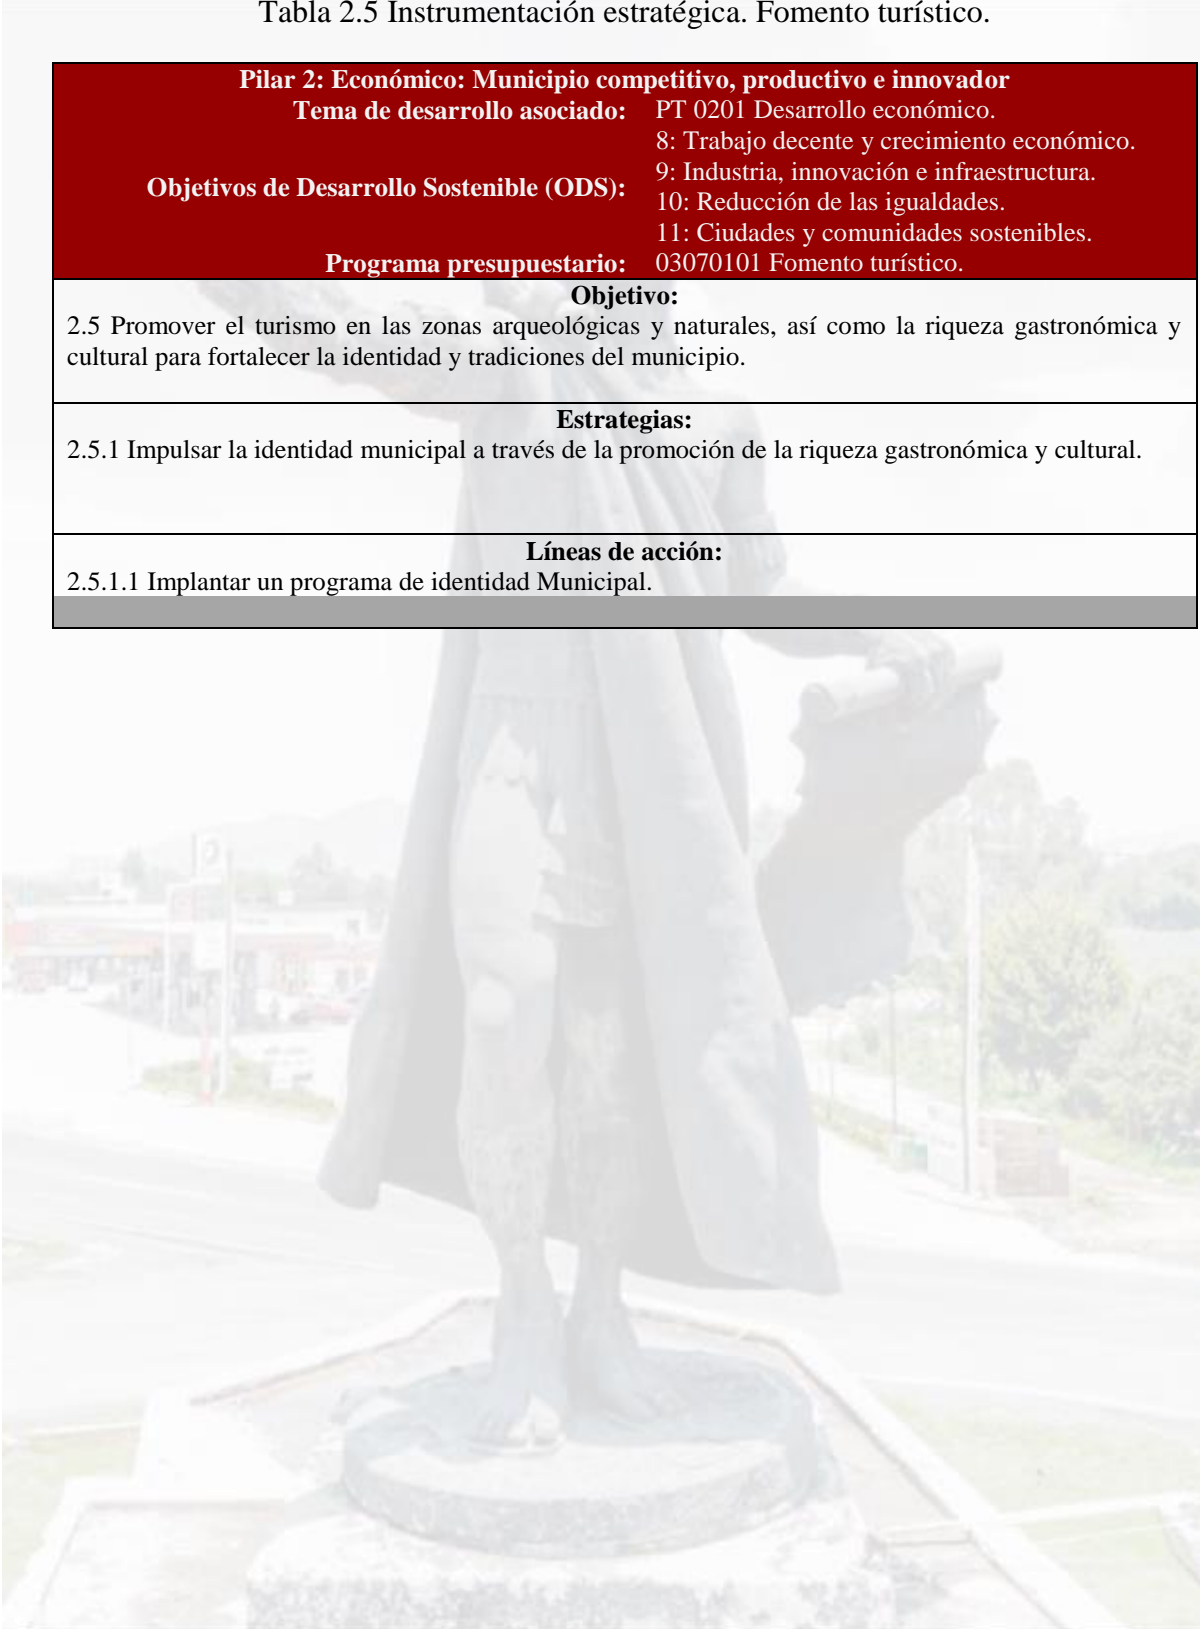 Tabla 2.5 Instrumentación estratégica. Fomento turístico.
Pilar 2: Económico: Municipio competitivo, productivo e innovador
Tema de desarrollo asociado: PT 0201 Desarrollo económico.
Objetivos de Desarrollo Sostenible (ODS): 8: Trabajo decente y crecimiento económico.
9: Industria, innovación e infraestructura.
10: Reducción de las igualdades.
11: Ciudades y comunidades sostenibles.
Programa presupuestario: 03070101 Fomento turístico.
Objetivo:
2.5 Promover el turismo en las zonas arqueológicas y naturales, así como la riqueza gastronómica y
cultural para fortalecer la identidad y tradiciones del municipio.
Estrategias:
2.5.1 Impulsar la identidad municipal a través de la promoción de la riqueza gastronómica y cultural.
Líneas de acción:
2.5.1.1 Implantar un programa de identidad Municipal.